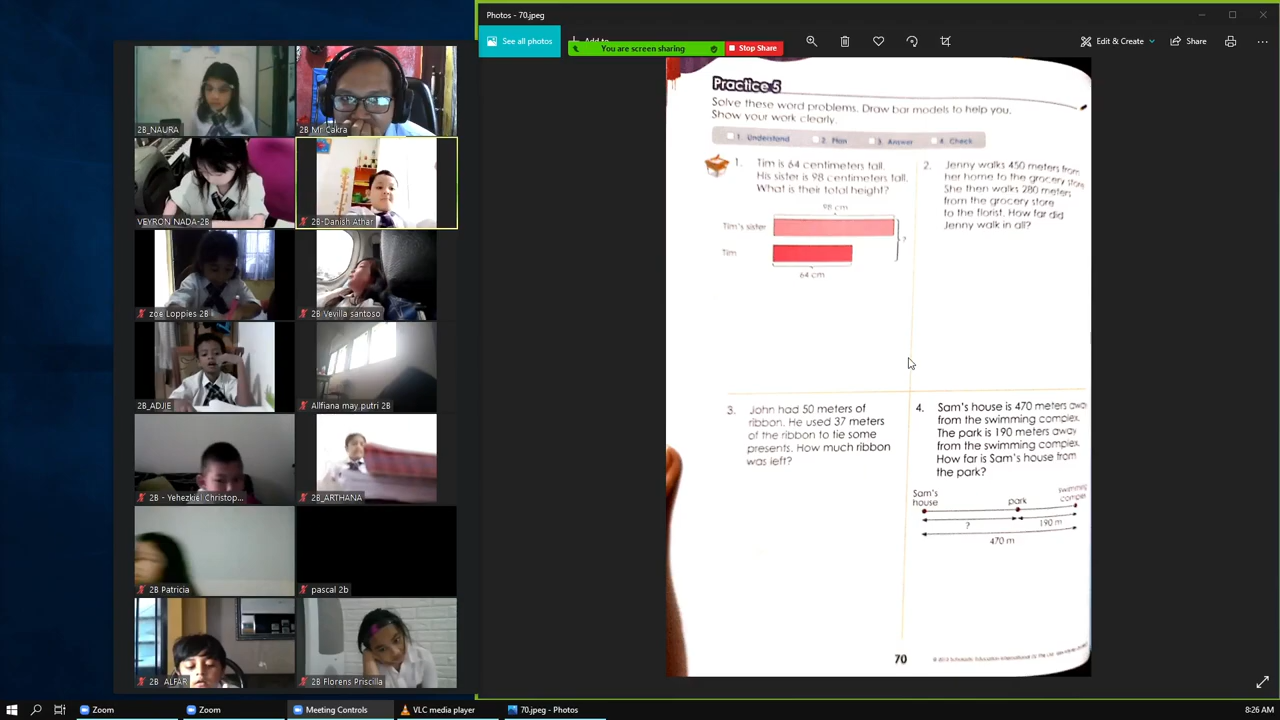 Photos - 70.jpeg
See all photos
Add to
You are screen sharing
Stop Share
Edit & Create
Share
2B_NAURA
2B Mr Cakra
VEYRON NADA-2B
2B-Danish Athar
zoe Loppies 2B
2B Vevilla santoso
2B_ADJIE
Allfiana may putri 2B
2B - Yehezkiel Christop...
2B_ARTHANA
2B Patricia
pascal 2b
2B_ALFAR
2B Florens Priscilla
Practice 5
Solve these word problems. Draw bar models to help you.
Show your work clearly.
1. Understand
2. Plan
3. Answer
4. Check
1. Tim is 64 centimeters tall.
His sister is 98 centimeters tall.
What is their total height?
98 cm
Tim's sister
?
Tim
64 cm
2. Jenny walks 450 meters from
her home to the grocery store.
She then walks 280 meters
from the grocery store
to the florist. How far did
Jenny walk in all?
3. John had 50 meters of
ribbon. He used 37 meters
of the ribbon to tie some
presents. How much ribbon
was left?
4. Sam's house is 470 meters away
from the swimming complex.
The park is 190 meters away
from the swimming complex.
How far is Sam's house from
the park?
Sam's
house
park
swimming
complex
?
190 m
470 m
70
Zoom
Zoom
Meeting Controls
VLC media player
70.jpeg - Photos
8:26 AM